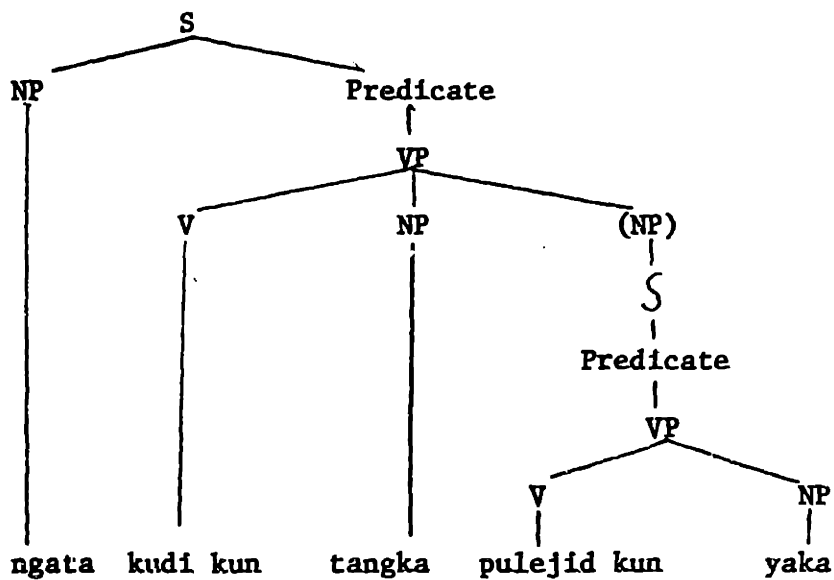 S
NP Predicate
VP
V NP (NP)
S
Predicate
VP
V NP
ngata kudi kun tangka pulejid kun yaka